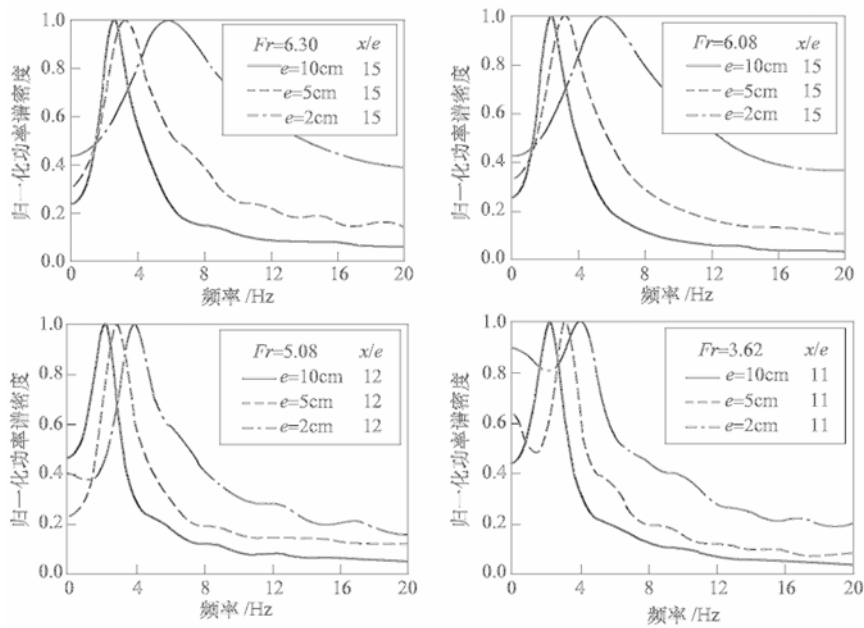 归一化功率谱密度
1.0
0.8
0.6
0.4
0.2
0.0
Fr=6.30 x/e
e=10cm 15
e=5cm 15
e=2cm 15
0 4 8 12 16 20
频率 /Hz
归一化功率谱密度
1.0
0.8
0.6
0.4
0.2
0.0
Fr=6.08 x/e
e=10cm 15
e=5cm 15
e=2cm 15
0 4 8 12 16 20
频率 /Hz
归一化功率谱密度
1.0
0.8
0.6
0.4
0.2
0.0
Fr=5.08 x/e
e=10cm 12
e=5cm 12
e=2cm 12
0 4 8 12 16 20
频率 /Hz
归一化功率谱密度
1.0
0.8
0.6
0.4
0.2
0.0
Fr=3.62 x/e
e=10cm 11
e=5cm 11
e=2cm 11
0 4 8 12 16 20
频率 /Hz